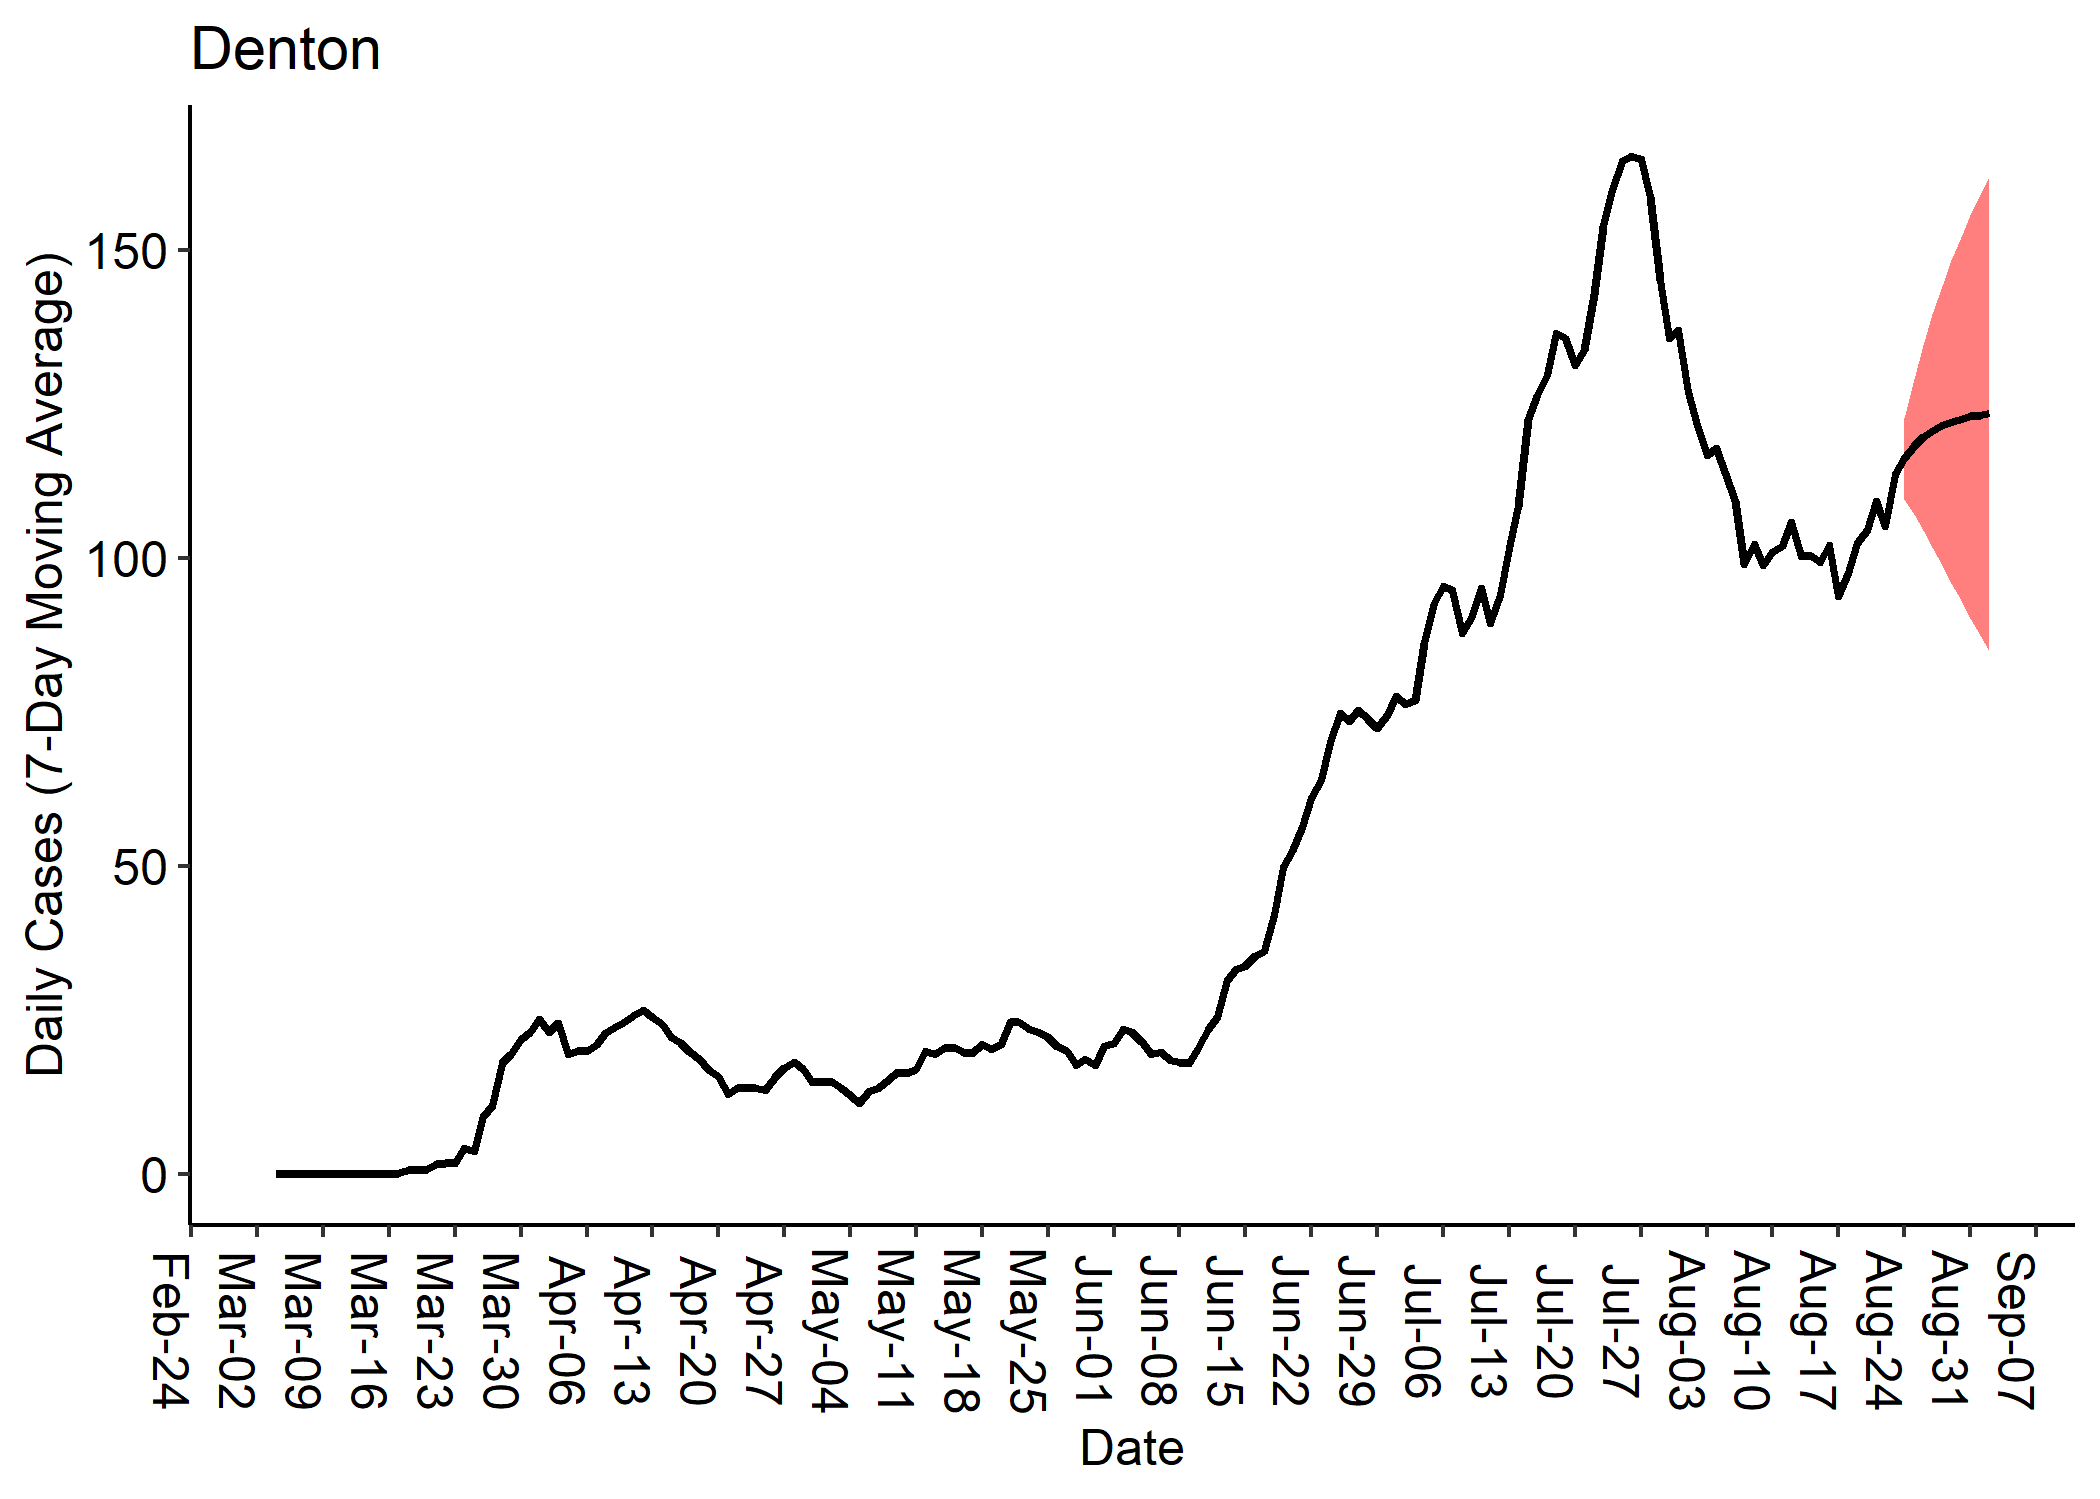 Denton
Daily Cases (7-Day Moving Average)
150
100
50
0
Feb-24
Mar-02
Mar-09
Mar-16
Mar-23
Mar-30
Apr-06
Apr-13
Apr-20
Apr-27
May-04
May-11
May-18
May-25
Jun-01
Jun-08
Jun-15
Jun-22
Jun-29
Jul-06
Jul-13
Jul-20
Jul-27
Aug-03
Aug-10
Aug-17
Aug-24
Aug-31
Sep-07
Date